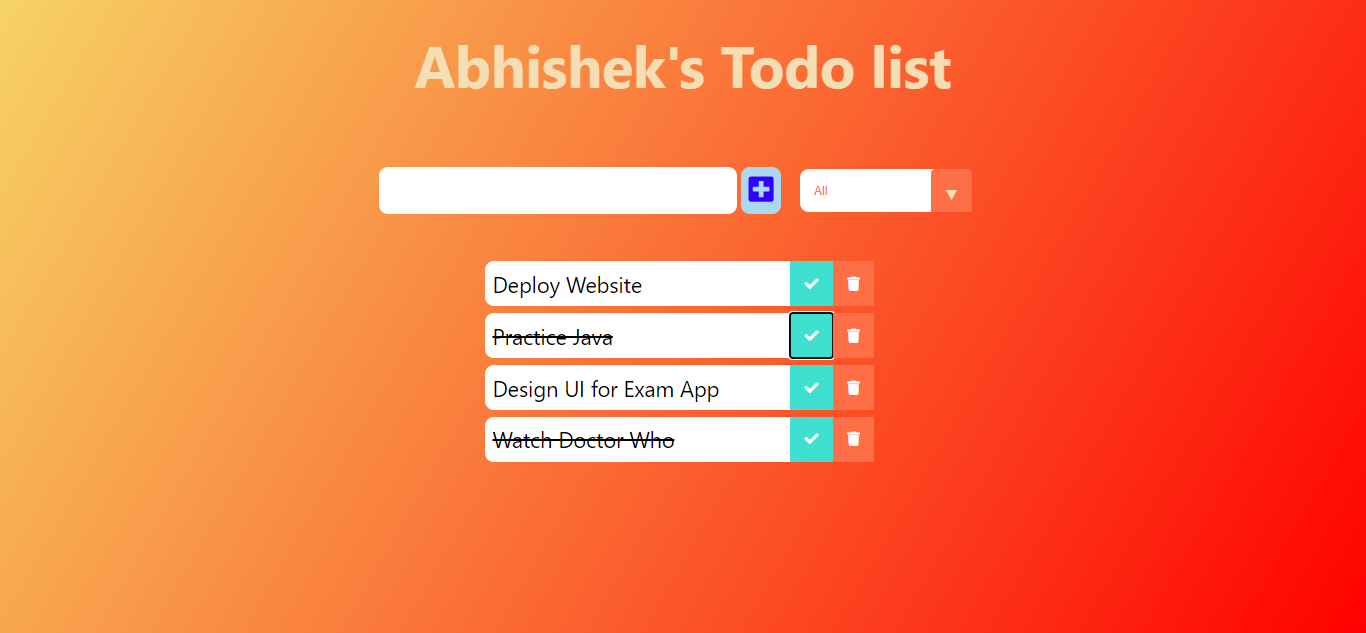 Abhishek's Todo list
All
Deploy Website
Practice Java
Design UI for Exam App
Watch Doctor Who